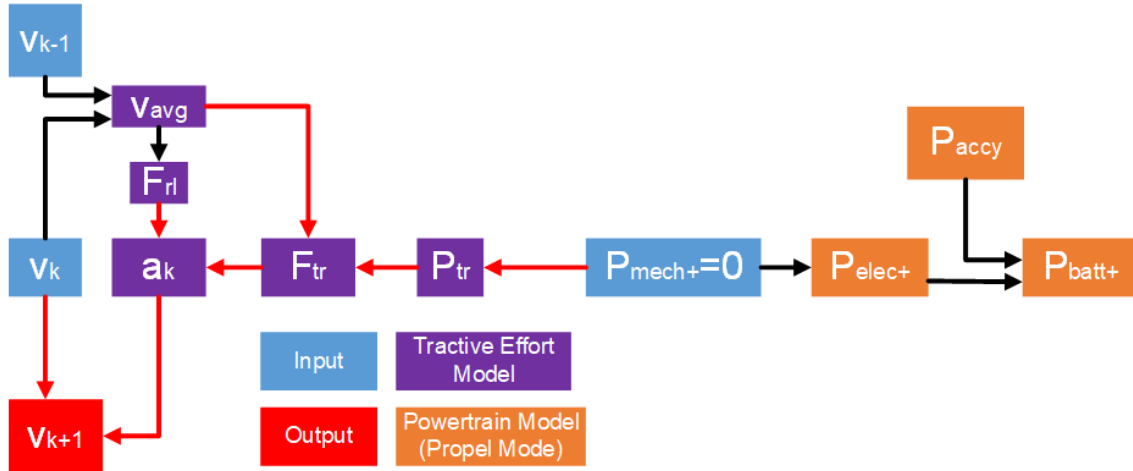 Vk-1
Vavg
Paccy
Frl
Vk
ak
Ftr
Ptr
Pmech+=0
Pelec+
Pbatt+
Input
Tractive Effort
Model
Vk+1
Output
Powertrain Model
(Propel Mode)